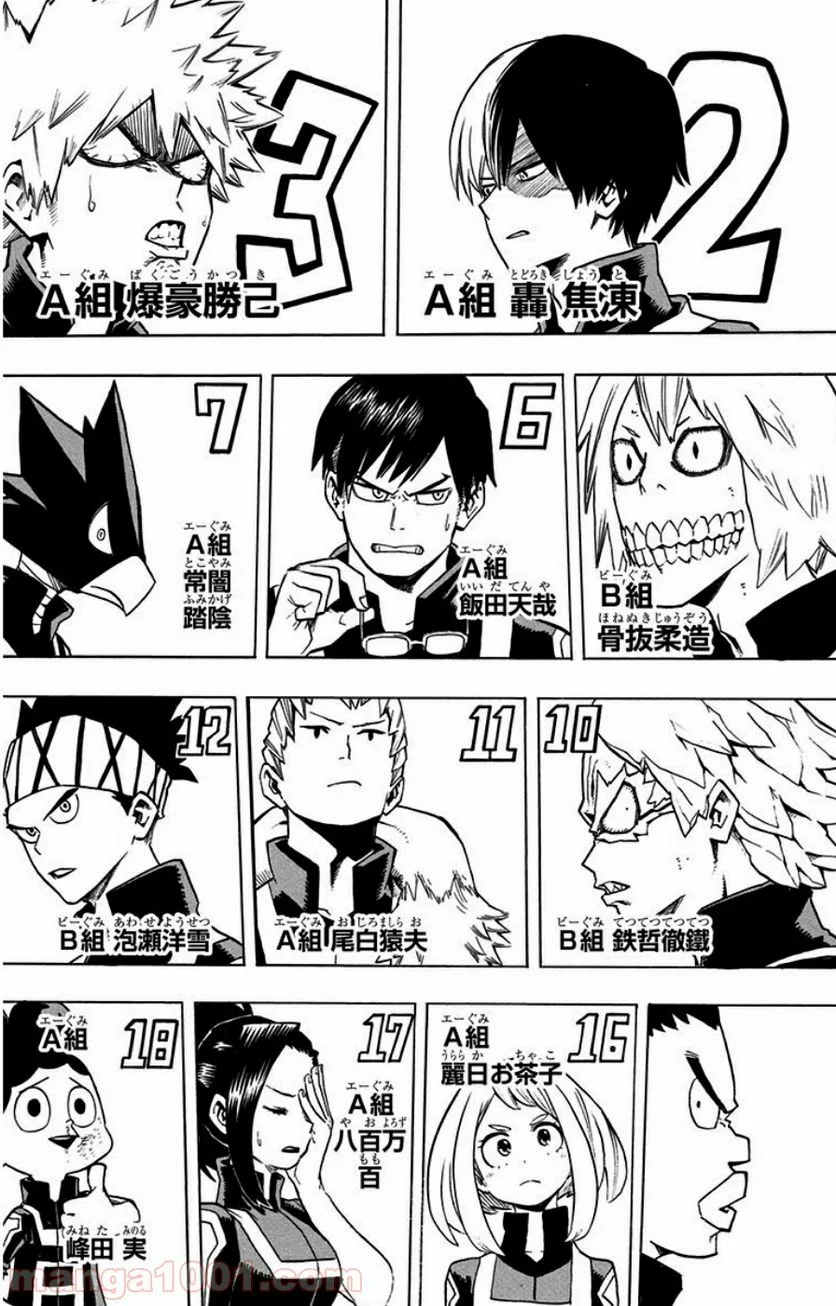 2
エーぐみ とどろき しょう と
A組 轟 焦凍
3
エーぐみ ばくごうかつ き
A組 爆豪勝己
ビーぐみ
B組
ほねぬきじゅうぞう
骨抜柔造
6
エーぐみ
A組
いい だ てん や
飯田天哉
7
エーぐみ
A組
とこやみ
常闇
ふみかげ
踏陰
10
ビーぐみ てつてつてつてつ
B組 鉄哲徹鐵
11
エーぐみ お じろましら お
A組 尾白猿夫
12
ビーぐみ あわ せ ようせつ
B組 泡瀬洋雪
16
エーぐみ
A組
うらら か ちゃ こ
麗日お茶子
17
エーぐみ
A組
や お よろず
八百万
もも
百
18
エーぐみ
A組
みね た みのる
峰田 実
manga1001.com